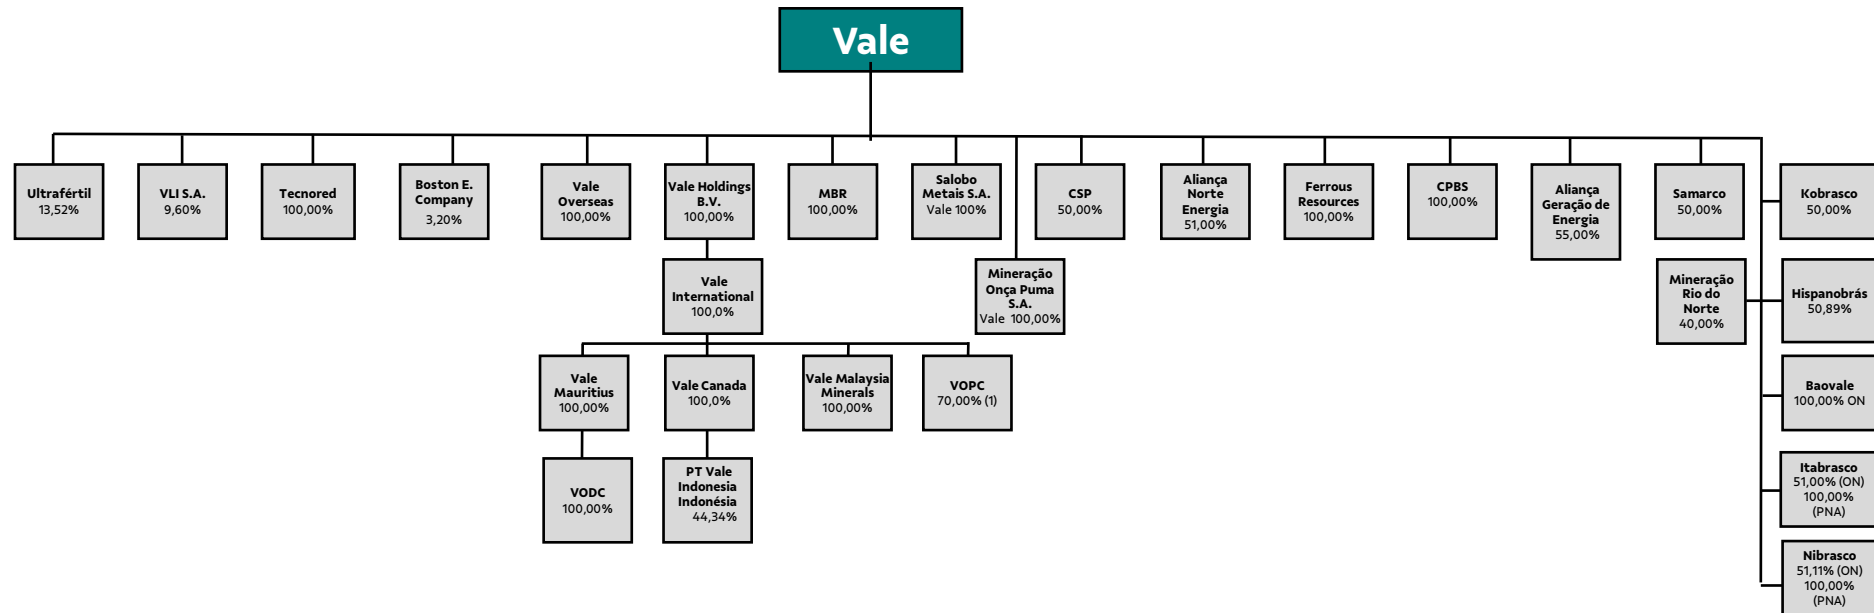 Vale
Ultrafértil
13,52%
VLI S.A.
9,60%
Tecnored
100,00%
Boston E.
Company
3,20%
Vale
Overseas
100,00%
Vale Holdings
B.V.
100,00%
MBR
100,00%
Salobo
Metais S.A.
Vale 100%
CSP
50,00%
Aliança
Norte
Energia
51,00%
Ferrous
Resources
100,00%
CPBS
100,00%
Aliança
Geração de
Energia
55,00%
Samarco
50,00%
Kobrasco
50,00%
Vale
International
100,0%
Mineração
Onça Puma
S.A.
Vale 100,00%
Mineração
Rio do
Norte
40,00%
Hispanobrás
50,89%
Vale
Mauritius
100,00%
Vale Canada
100,0%
Vale Malaysia
Minerals
100,00%
VOPC
70,00% (1)
Baovale
100,00% ON
VODC
100,00%
PT Vale
Indonesia
Indonésia
44,34%
Itabrasco
51,00% (ON)
100,00%
(PNA)
Nibrasco
51,11% (ON)
100,00%
(PNA)